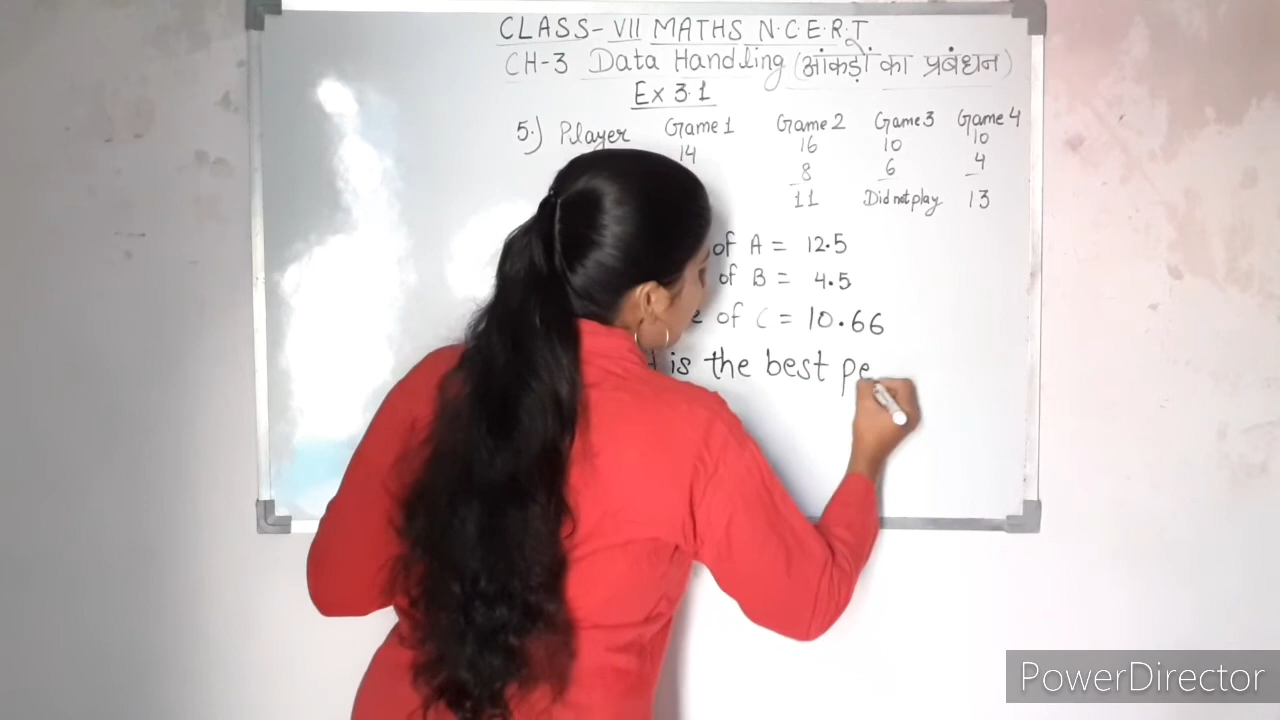 CLASS-VII MATHS N.C.E.R.T
CH-3 Data Handling (आंकड़ों का प्रबंधन)
Ex 3.1
5.) Player Game 1 Game 2 Game 3 Game 4
14 16 10 10
8 6 4
11 Did not play 13
of A = 12.5
of B = 4.5
of C = 10.66
is the best pe
PowerDirector